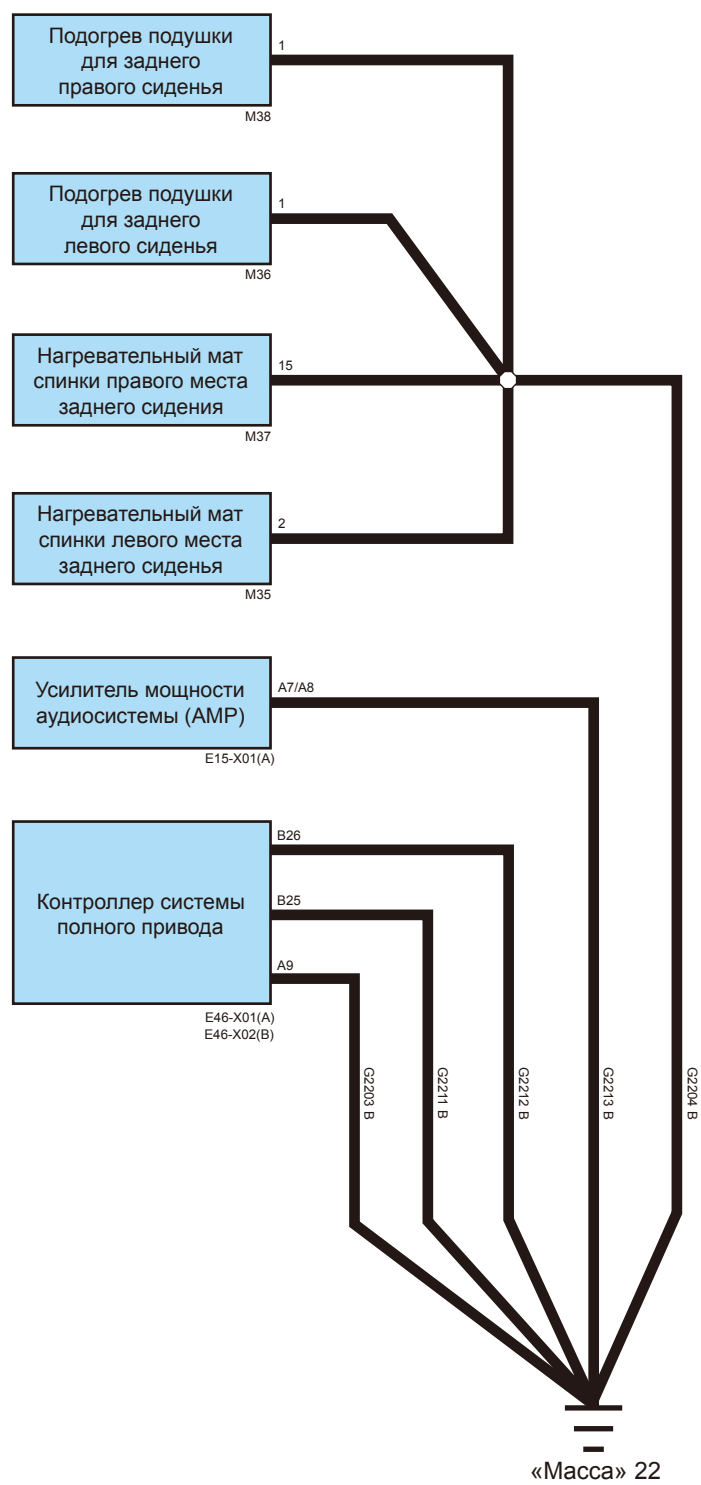 Подогрев подушки
для заднего
правого сиденья
1
M38
Подогрев подушки
для заднего
левого сиденья
1
M36
Нагревательный мат
спинки правого места
заднего сидения
15
M37
Нагревательный мат
спинки левого места
заднего сиденья
2
M35
Усилитель мощности
аудиосистемы (AMP)
A7/A8
E15-X01(A)
Контроллер системы
полного привода
B26
B25
A9
E46-X01(A)
E46-X02(B)
G2203 B
G2211 B
G2212 B
G2213 B
G2204 B
«Масса» 22